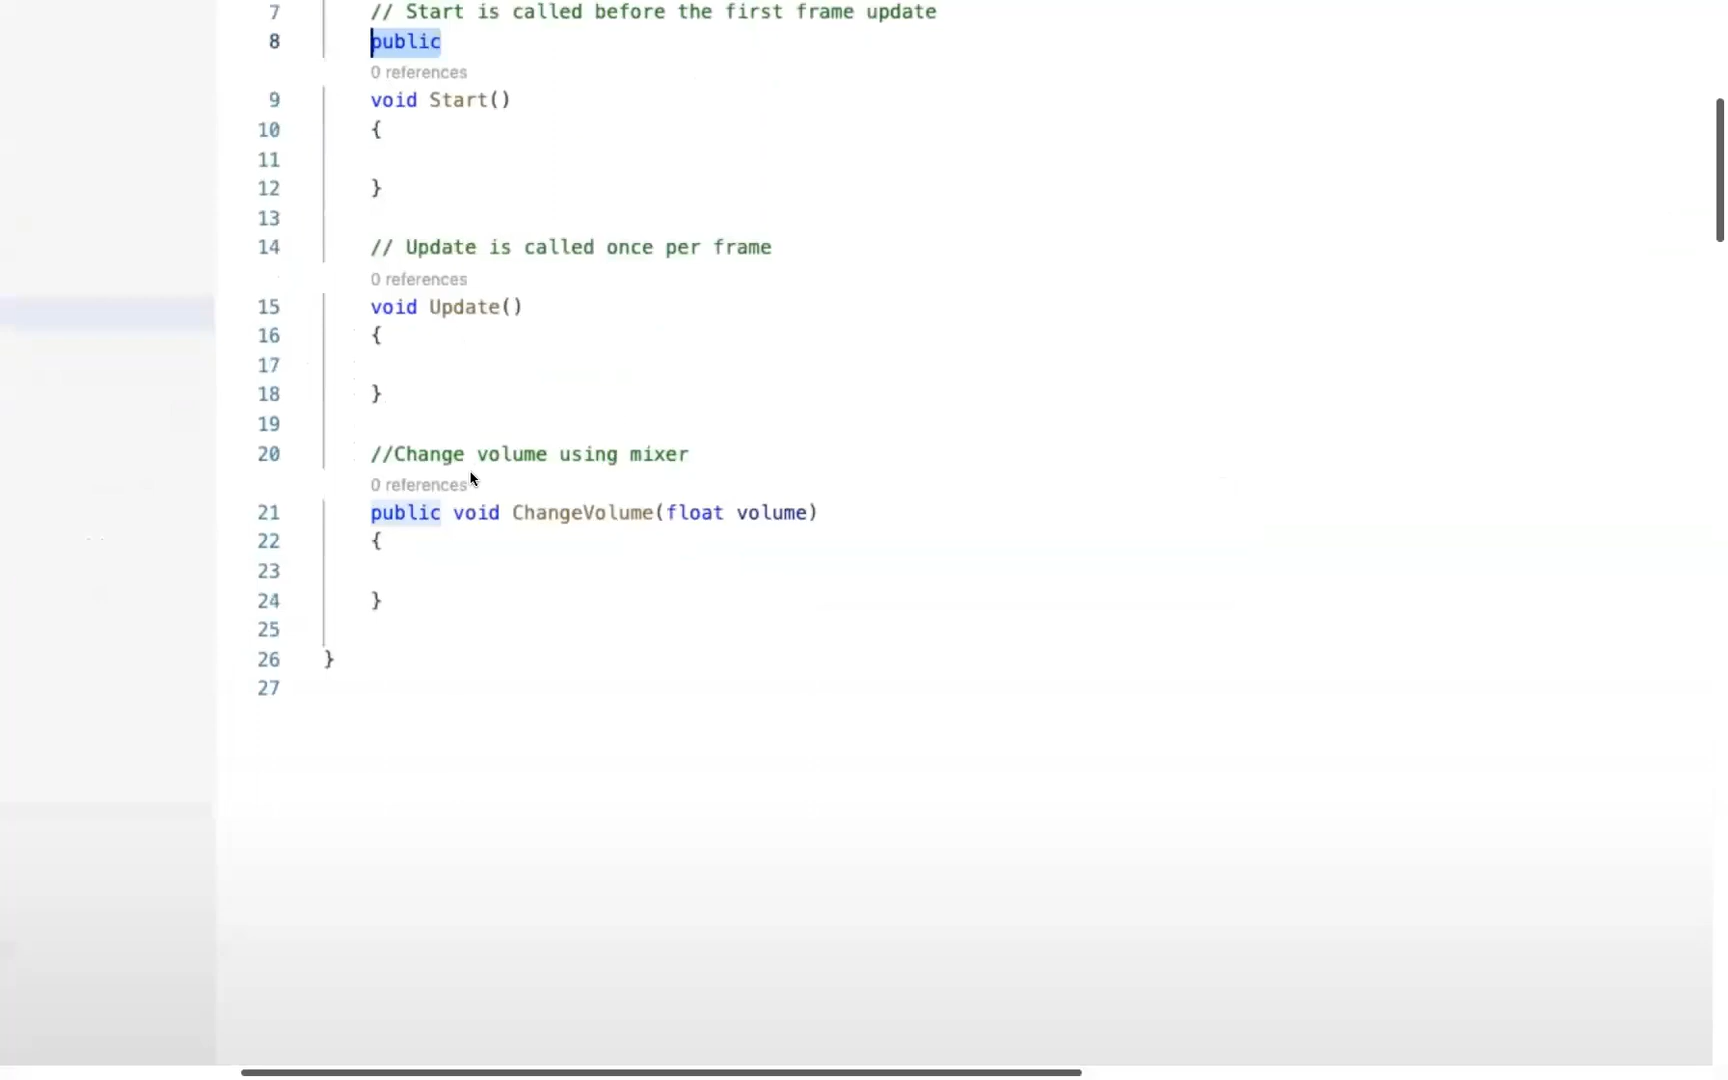 7 // Start is called before the first frame update
8 public
0 references
9 void Start()
10 {
11
12 }
13
14 // Update is called once per frame
0 references
15 void Update()
16 {
17
18 }
19
20 //Change volume using mixer
0 references
21 public void ChangeVolume(float volume)
22 {
23
24 }
25
26 }
27